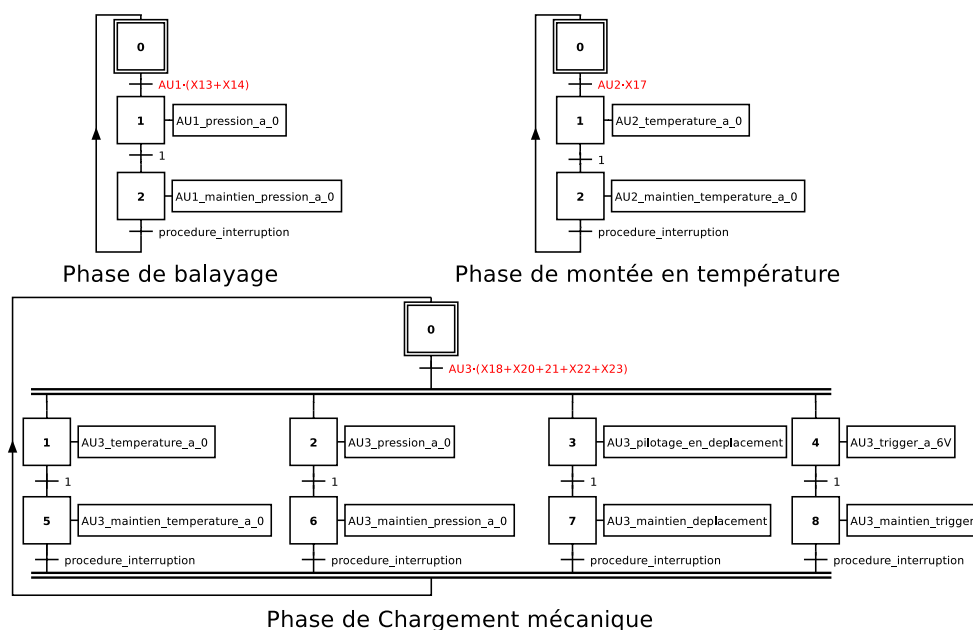 0
AU1·(X13+X14)
1
AU1_pression_a_0
1
2
AU1_maintien_pression_a_0
procedure_interruption
Phase de balayage
0
AU2·X17
1
AU2_temperature_a_0
1
2
AU2_maintien_temperature_a_0
procedure_interruption
Phase de montée en température
0
AU3·(X18+X20+21+X22+X23)
1
AU3_temperature_a_0
2
AU3_pression_a_0
3
AU3_pilotage_en_deplacement
4
AU3_trigger_a_6V
1
1
1
1
5
AU3_maintien_temperature_a_0
6
AU3_maintien_pression_a_0
7
AU3_maintien_deplacement
8
AU3_maintien_trigger
procedure_interruption
procedure_interruption
procedure_interruption
procedure_interruption
Phase de Chargement mécanique